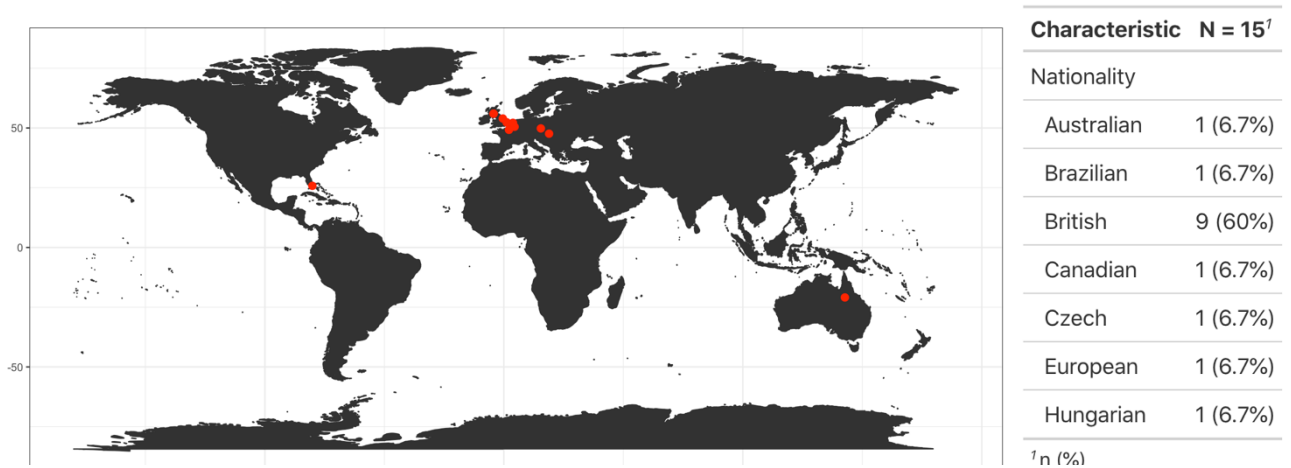 Characteristic N = 15¹
Nationality
Australian 1 (6.7%)
Brazilian 1 (6.7%)
British 9 (60%)
Canadian 1 (6.7%)
Czech 1 (6.7%)
European 1 (6.7%)
Hungarian 1 (6.7%)
¹n (%)
50
0
-50